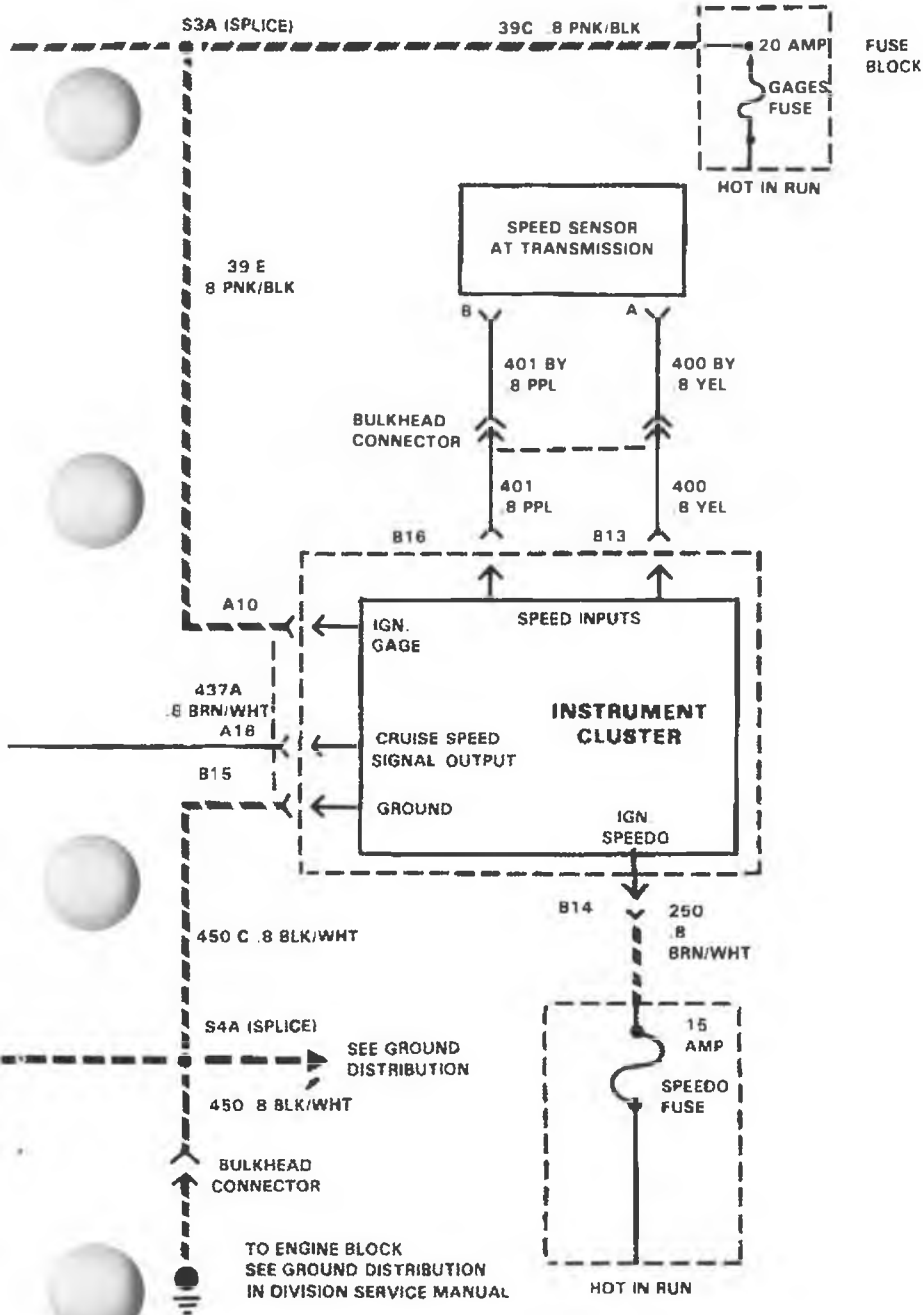 S3A (SPLICE)
39C .8 PNK/BLK
20 AMP
GAGES
FUSE
FUSE
BLOCK
HOT IN RUN
SPEED SENSOR
AT TRANSMISSION
39 E
8 PNK/BLK
B
A
401 BY
.8 PPL
400 BY
.8 YEL
BULKHEAD
CONNECTOR
401
.8 PPL
400
.8 YEL
B16
B13
A10
IGN.
GAGE
SPEED INPUTS
437A
.8 BRN/WHT
A18
INSTRUMENT
CLUSTER
CRUISE SPEED
SIGNAL OUTPUT
B15
GROUND
IGN
SPEEDO
B14
250
.8
BRN/WHT
450 C .8 BLK/WHT
S4A (SPLICE)
SEE GROUND
DISTRIBUTION
15
AMP
SPEEDO
FUSE
450 .8 BLK/WHT
BULKHEAD
CONNECTOR
TO ENGINE BLOCK
SEE GROUND DISTRIBUTION
IN DIVISION SERVICE MANUAL
HOT IN RUN